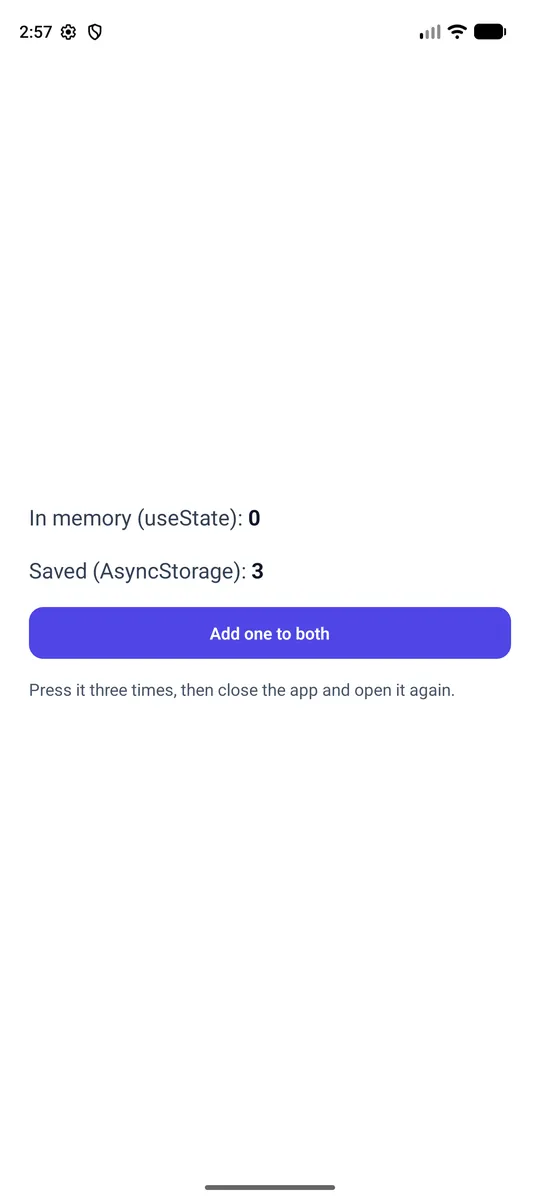 2:57
In memory (useState): 0
Saved (AsyncStorage): 3
Add one to both
Press it three times, then close the app and open it again.